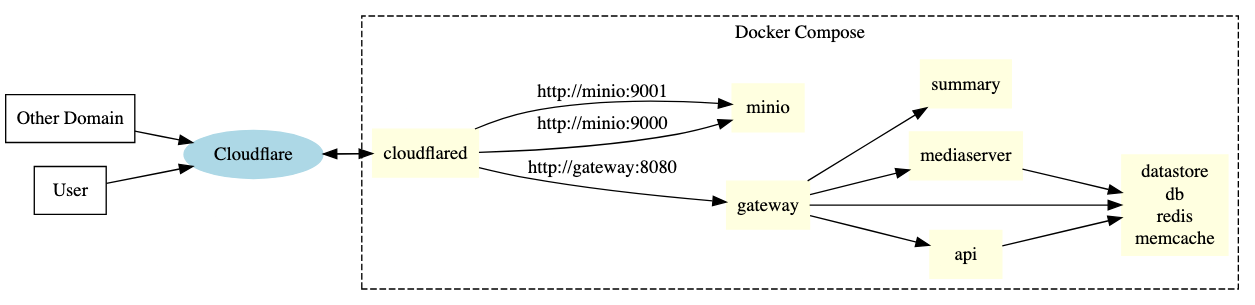 Docker Compose
Other Domain
User
Cloudflare
cloudflared
http://minio:9001
http://minio:9000
http://gateway:8080
minio
gateway
summary
mediaserver
api
datastore
db
redis
memcache